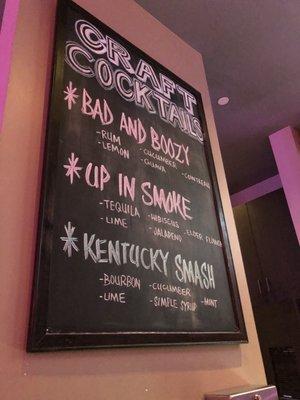 CRAFT
COCKTAILS
* BAD AND BOOZY
-RUM -CUCUMBER
-LEMON -GUAVA -COINTREAU
* UP IN SMOKE
-TEQUILA -HIBISCUS
-LIME -JALAPENO -ELDER FLOWER
* KENTUCKY SMASH
-BOURBON -CUCUMBER
-LIME -SIMPLE SYRUP -MINT